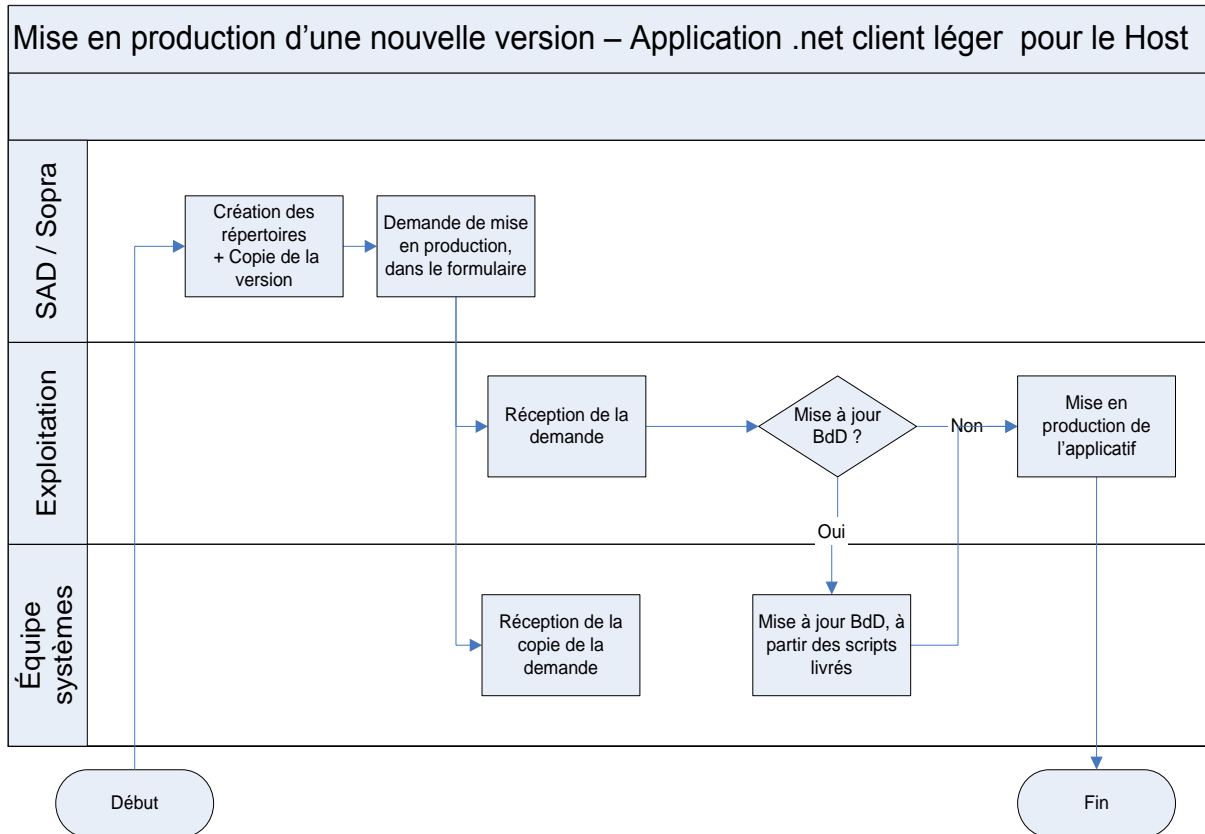 Mise en production d'une nouvelle version – Application .net client léger pour le Host
SAD / Sopra
Création des
répertoires
+ Copie de la
version
Demande de mise
en production,
dans le formulaire
Exploitation
Réception de la
demande
Mise à jour
BdD ?
Non
Mise en
production de
l'applicatif
Oui
Équipe
systèmes
Réception de la
copie de la
demande
Mise à jour BdD, à
partir des scripts
livrés
Début
Fin